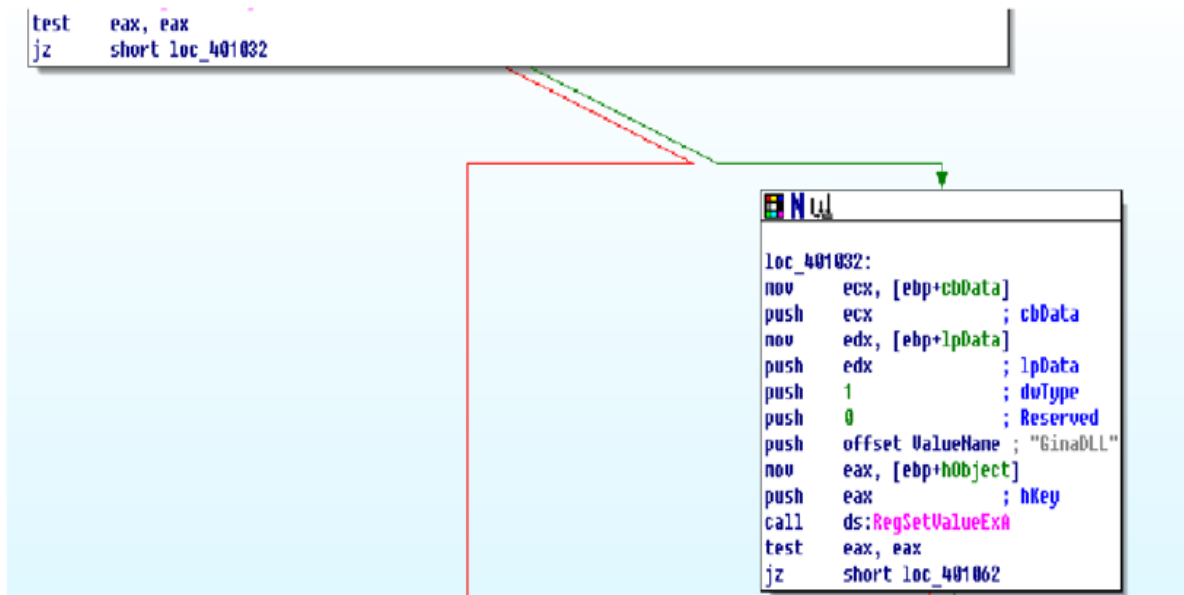 test eax, eax
jz short loc_401032
loc_401032:
mov ecx, [ebp+cbData]
push ecx ; cbData
mov edx, [ebp+lpData]
push edx ; lpData
push 1 ; dwType
push 0 ; Reserved
push offset ValueName ; "GinaDLL"
mov eax, [ebp+hObject]
push eax ; hKey
call ds:RegSetValueExA
test eax, eax
jz short loc_401062